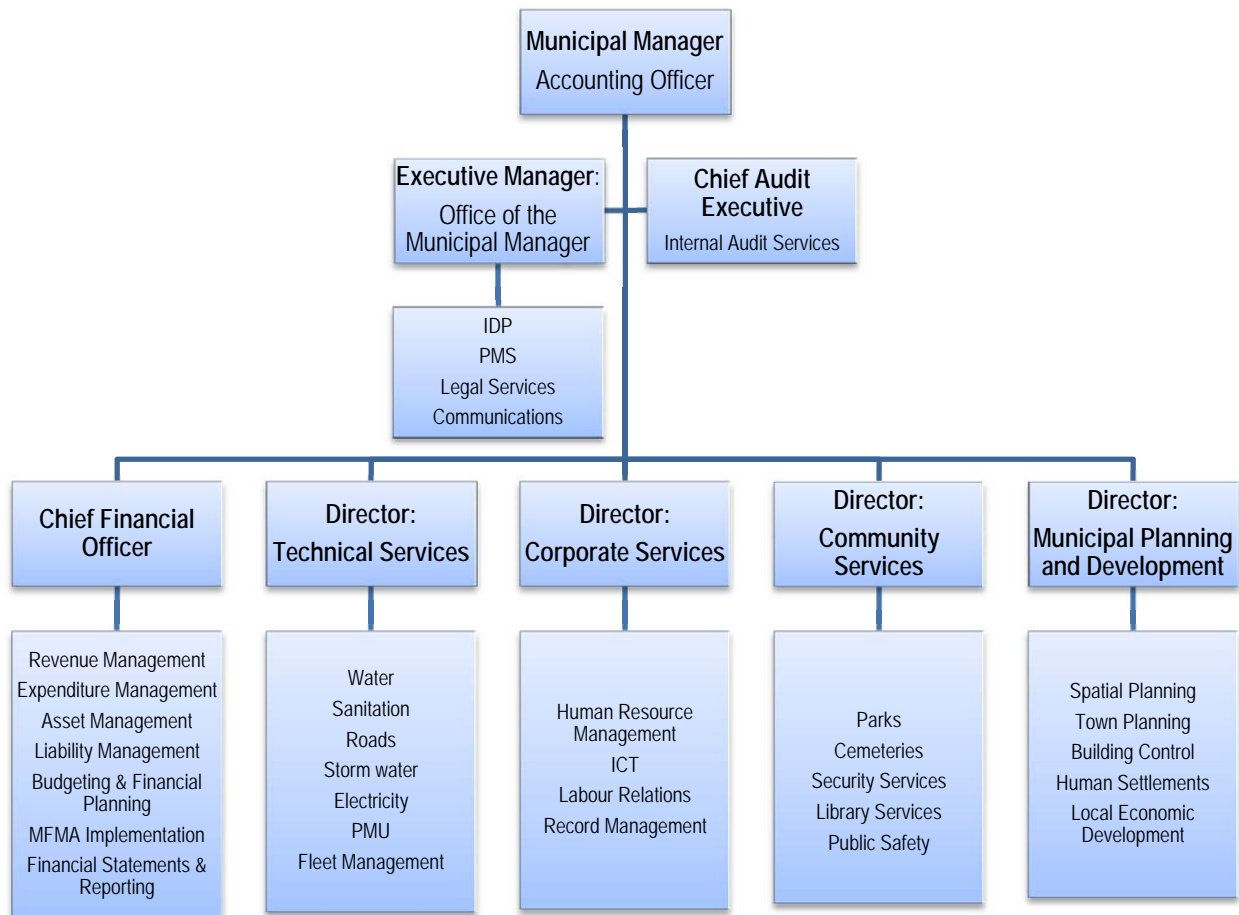 Municipal Manager
Accounting Officer
Executive Manager:
Office of the
Municipal Manager
Chief Audit
Executive
Internal Audit Services
IDP
PMS
Legal Services
Communications
Chief Financial
Officer
Director:
Technical Services
Director:
Corporate Services
Director:
Community
Services
Director:
Municipal Planning
and Development
Revenue Management
Expenditure Management
Asset Management
Liability Management
Budgeting & Financial
Planning
MFMA Implementation
Financial Statements &
Reporting
Water
Sanitation
Roads
Storm water
Electricity
PMU
Fleet Management
Human Resource
Management
ICT
Labour Relations
Record Management
Parks
Cemeteries
Security Services
Library Services
Public Safety
Spatial Planning
Town Planning
Building Control
Human Settlements
Local Economic
Development